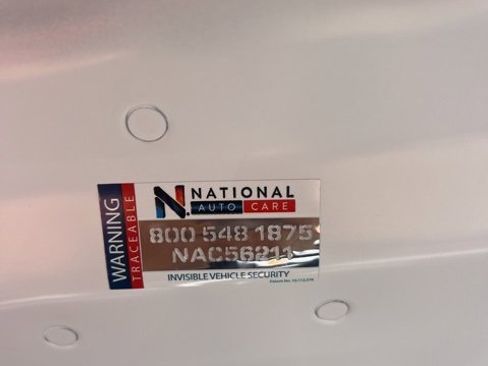 WARNING
TRACEABLE
NATIONAL
AUTO CARE
800 548 1875
NAC56211
INVISIBLE VEHICLE SECURITY